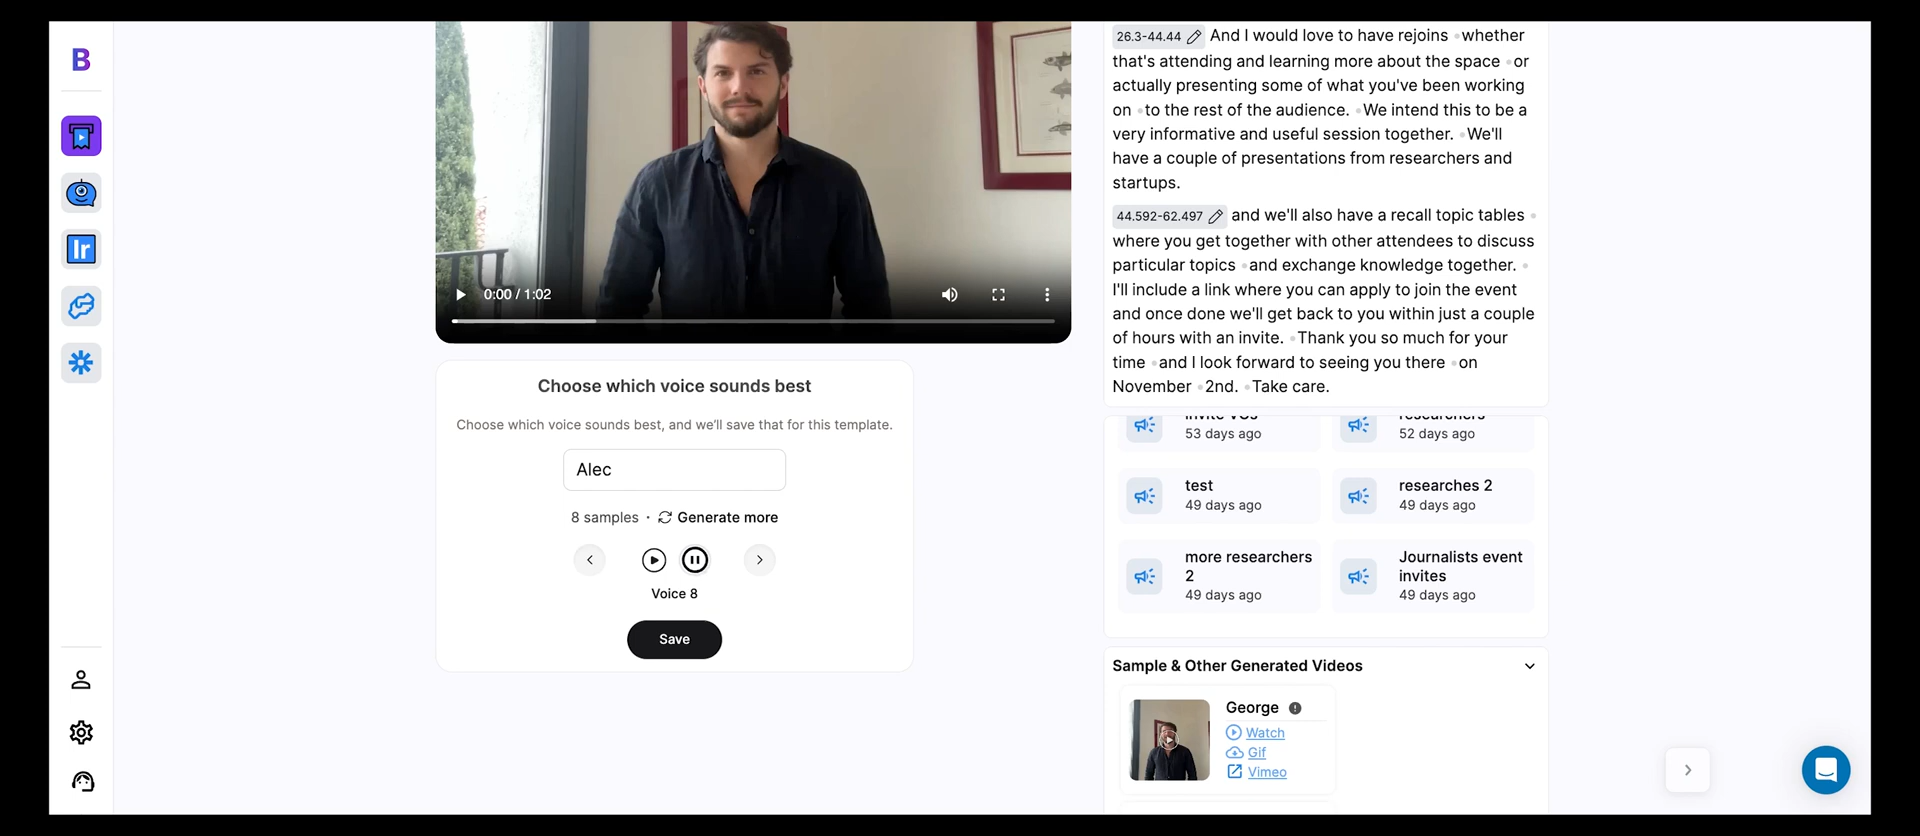 B
Ir
0:00 / 1:02
Choose which voice sounds best
Choose which voice sounds best, and we'll save that for this template.
Alec
8 samples · Generate more
Voice 8
Save
26.3-44.44 And I would love to have rejoins •whether
that's attending and learning more about the space •or
actually presenting some of what you've been working
on •to the rest of the audience. •We intend this to be a
very informative and useful session together. •We'll
have a couple of presentations from researchers and
startups.
44.592-62.497 and we'll also have a recall topic tables •
where you get together with other attendees to discuss
particular topics •and exchange knowledge together. •
I'll include a link where you can apply to join the event
and once done we'll get back to you within just a couple
of hours with an invite. •Thank you so much for your
time •and I look forward to seeing you there •on
November •2nd. •Take care.
invite VCs
53 days ago
researchers
52 days ago
test
49 days ago
researches 2
49 days ago
more researchers
2
49 days ago
Journalists event
invites
49 days ago
Sample & Other Generated Videos
George
Watch
Gif
Vimeo